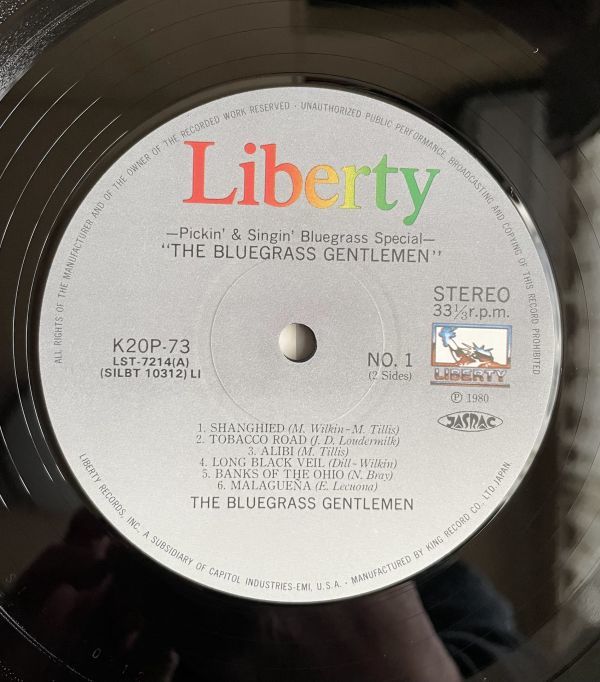 ALL RIGHTS OF THE MANUFACTURER AND OF THE OWNER OF THE RECORDED WORK RESERVED · UNAUTHORIZED PUBLIC PERFORMANCE BROADCASTING AND COPYING OF THIS RECORD PROHIBITED
Liberty
—Pickin' & Singin' Bluegrass Special—
"THE BLUEGRASS GENTLEMEN"
STEREO
33⅓r.p.m.
K20P-73
LST-7214(A)
(SILBT 10312) LI
NO. 1
(2 Sides)
LIBERTY
℗ 1980
JASRAC
1. SHANGHIED (M. Wilkin–M. Tillis)
2. TOBACCO ROAD (J. D. Loudermilk)
3. ALIBI (M. Tillis)
4. LONG BLACK VEIL (Dill-Wilkin)
5. BANKS OF THE OHIO (N. Bray)
6. MALAGUEÑA (E. Lecuona)
THE BLUEGRASS GENTLEMEN
LIBERTY RECORDS, INC. A SUBSIDIARY OF CAPITOL INDUSTRIES-EMI, U.S.A. · MANUFACTURED BY KING RECORD CO. LTD. JAPAN.